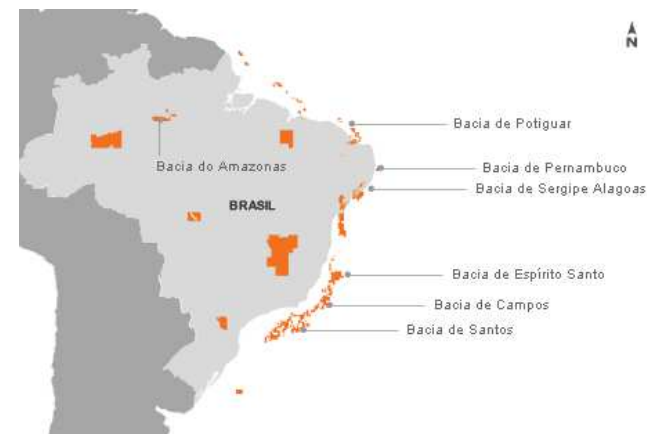 N
Bacia de Potiguar
Bacia do Amazonas
Bacia de Pernambuco
Bacia de Sergipe Alagoas
BRASIL
Bacia de Espírito Santo
Bacia de Campos
Bacia de Santos